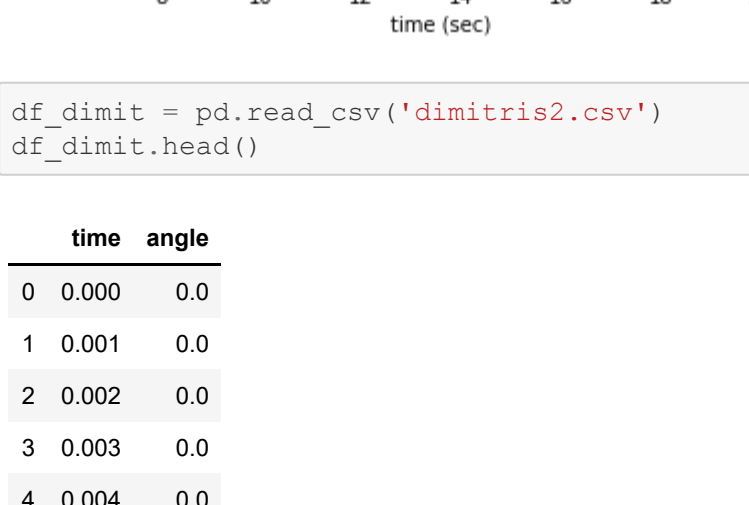 time (sec)
df_dimit = pd.read_csv('dimitris2.csv')
df_dimit.head()
time angle
0 0.000 0.0
1 0.001 0.0
2 0.002 0.0
3 0.003 0.0
4 0.004 0.0